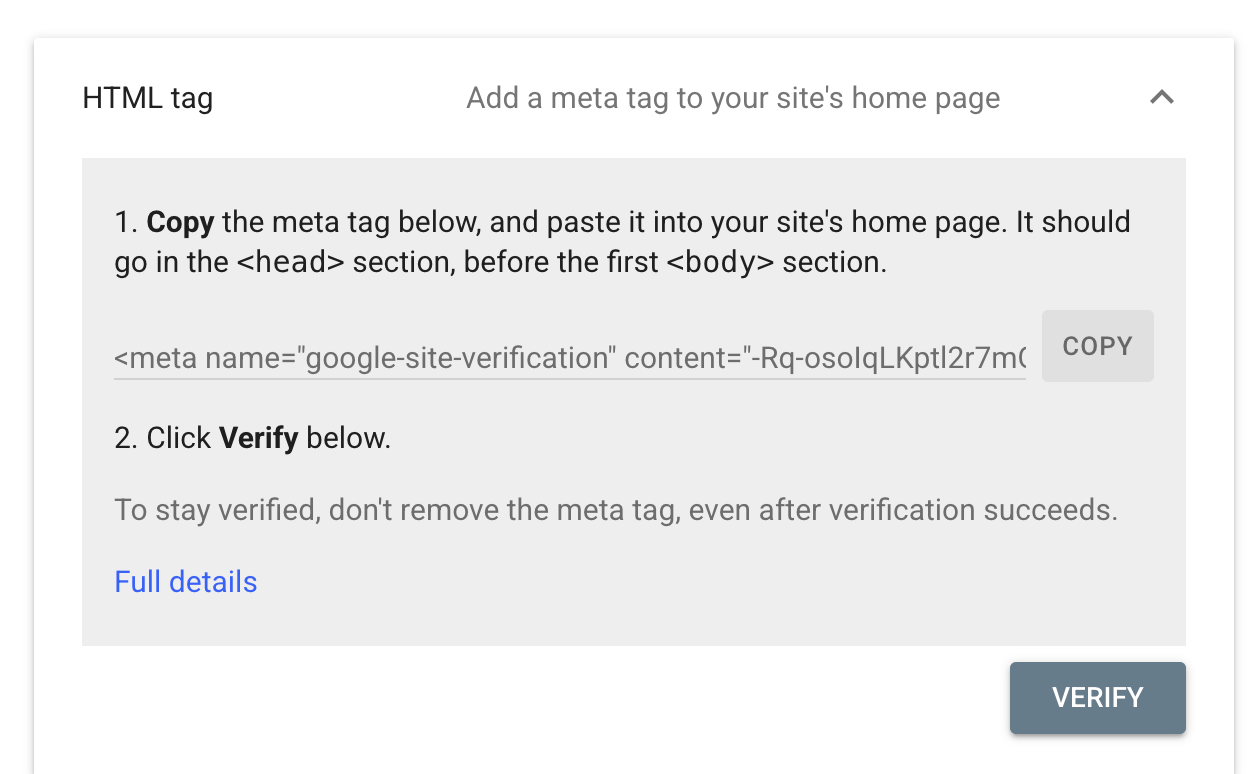 HTML tag
Add a meta tag to your site's home page
1. Copy the meta tag below, and paste it into your site's home page. It should
go in the <head> section, before the first <body> section.
<meta name="google-site-verification" content="-Rq-osoIqLKptl2r7m
COPY
2. Click Verify below.
To stay verified, don't remove the meta tag, even after verification succeeds.
Full details
VERIFY